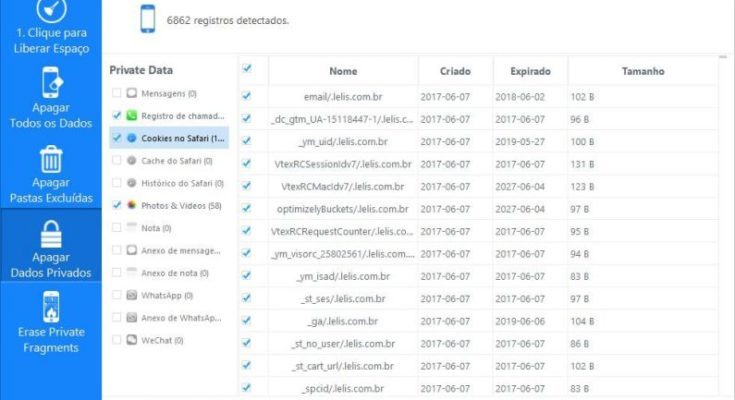 1. Clique para
Liberar Espaço
Apagar
Todos os Dados
Apagar
Pastas Excluídas
Apagar
Dados Privados
Erase Private
Fragments
6862 registros detectados.
Private Data
Mensagens (0)
Registro de chamad...
Cookies no Safari (1...
Cache do Safari (0)
Histórico do Safari (0)
Photos & Videos (58)
Nota (0)
Anexo de mensage...
Anexo de nota (0)
WhatsApp (0)
Anexo de WhatsAp...
WeChat (0)
Nome Criado Expirado Tamanho
email/.lelis.com.br 2017-06-07 2018-06-02 102 B
_dc_gtm_UA-15118447-1/.lelis.c... 2017-06-07 2017-06-07 96 B
_ym_uid/.lelis.com.br 2017-06-07 2019-05-27 100 B
VtexRCSessionIdv7/.lelis.com.br 2017-06-07 2017-06-07 131 B
VtexRCMacIdv7/.lelis.com.br 2017-06-07 2027-06-04 123 B
optimizelyBuckets/.lelis.com.br 2017-06-07 2027-06-04 97 B
VtexRCRequestCounter/.lelis.co... 2017-06-07 2017-06-07 95 B
_ym_visorc_25802561/.lelis.com.... 2017-06-07 2017-06-07 94 B
_ym_isad/.lelis.com.br 2017-06-07 2017-06-07 83 B
_st_ses/.lelis.com.br 2017-06-07 2017-06-07 97 B
_ga/.lelis.com.br 2017-06-07 2019-06-06 104 B
_st_no_user/.lelis.com.br 2017-06-07 2017-06-07 86 B
_st_cart_url/.lelis.com.br 2017-06-07 2017-06-07 102 B
_spcid/.lelis.com.br 2017-06-07 2017-06-07 83 B